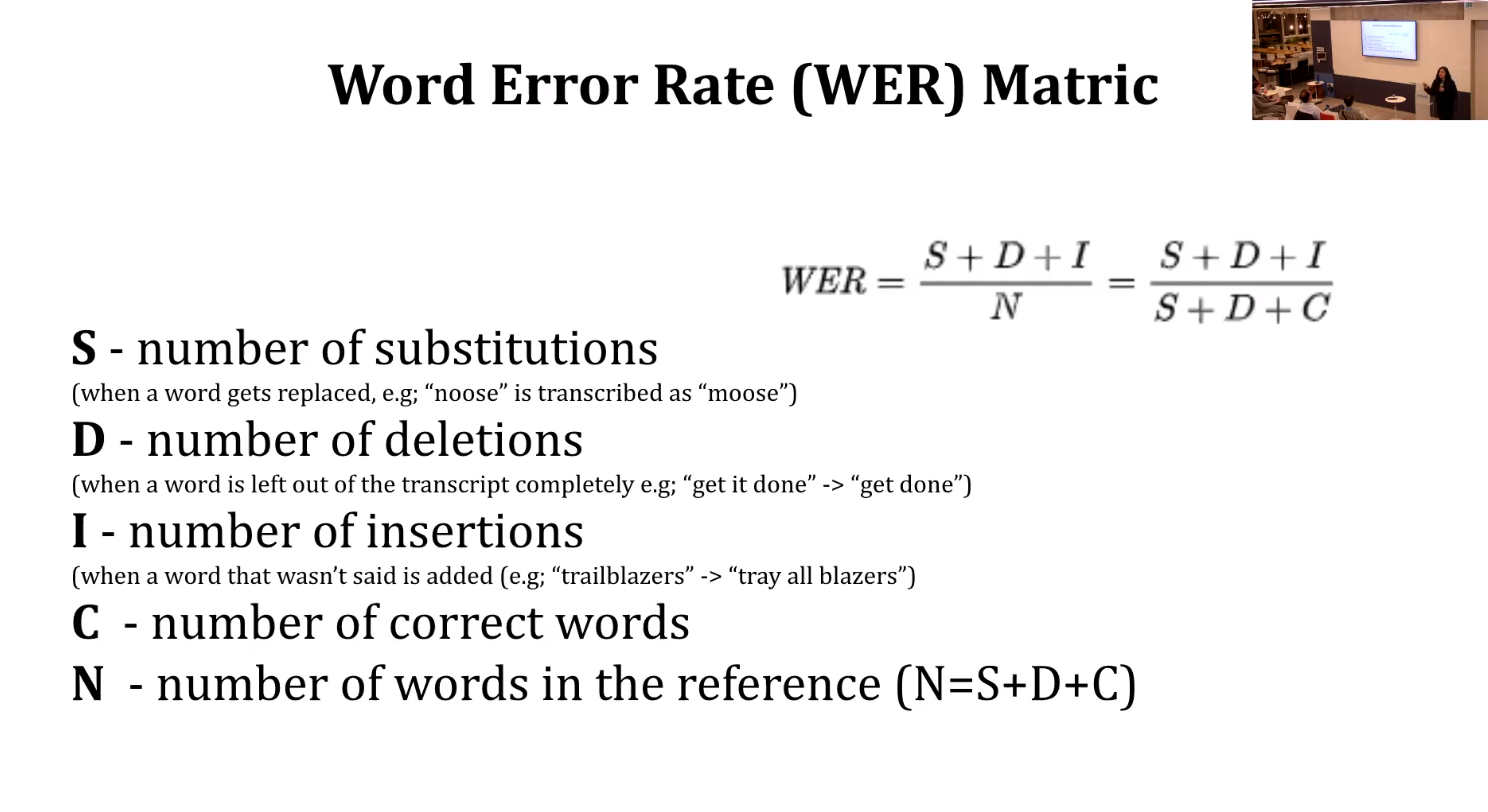 Word Error Rate (WER) Matric
WER = S + D + I / N = S + D + I / S + D + C
S - number of substitutions
(when a word gets replaced, e.g; “noose” is transcribed as “moose”)
D - number of deletions
(when a word is left out of the transcript completely e.g; “get it done” -> “get done”)
I - number of insertions
(when a word that wasn’t said is added (e.g; “trailblazers” -> “tray all blazers”)
C - number of correct words
N - number of words in the reference (N=S+D+C)